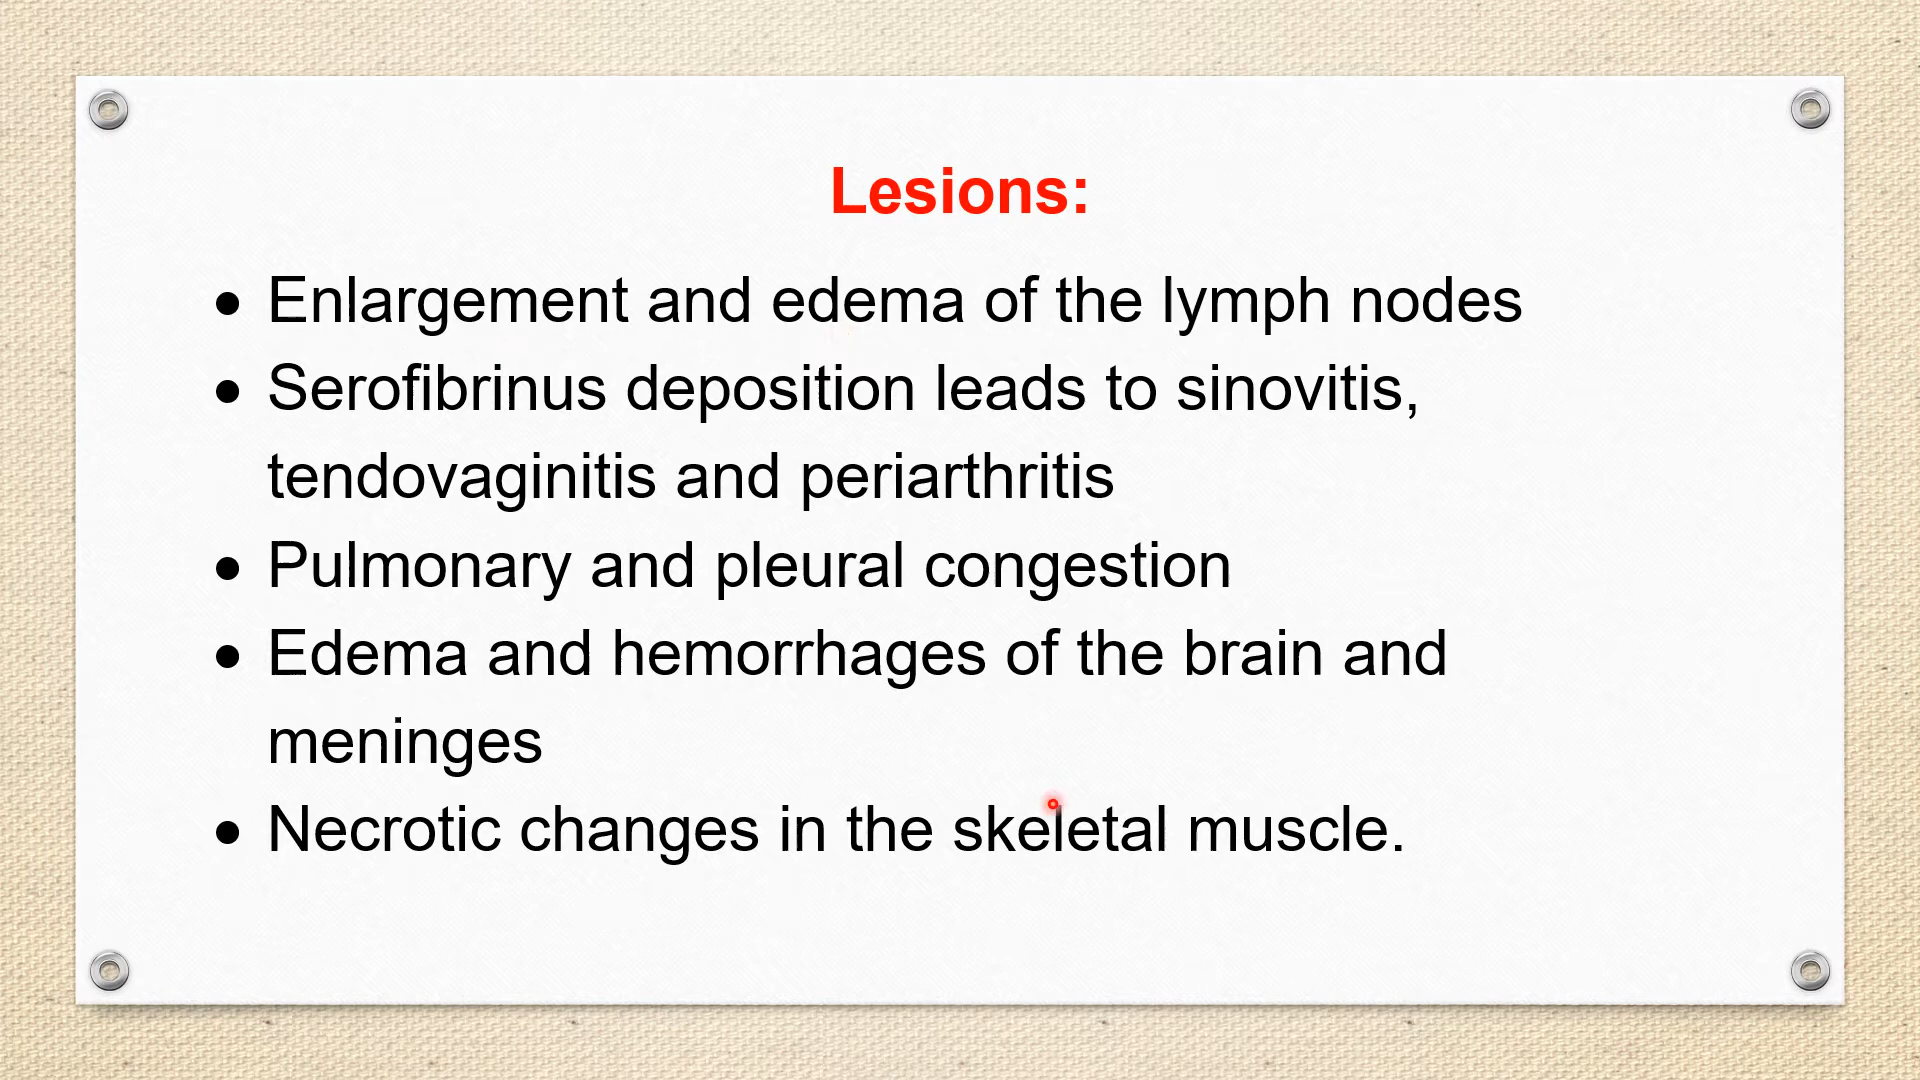 Lesions:
• Enlargement and edema of the lymph nodes
• Serofibrinus deposition leads to sinovitis,
tendovaginitis and periarthritis
• Pulmonary and pleural congestion
• Edema and hemorrhages of the brain and
meninges
• Necrotic changes in the skeletal muscle.